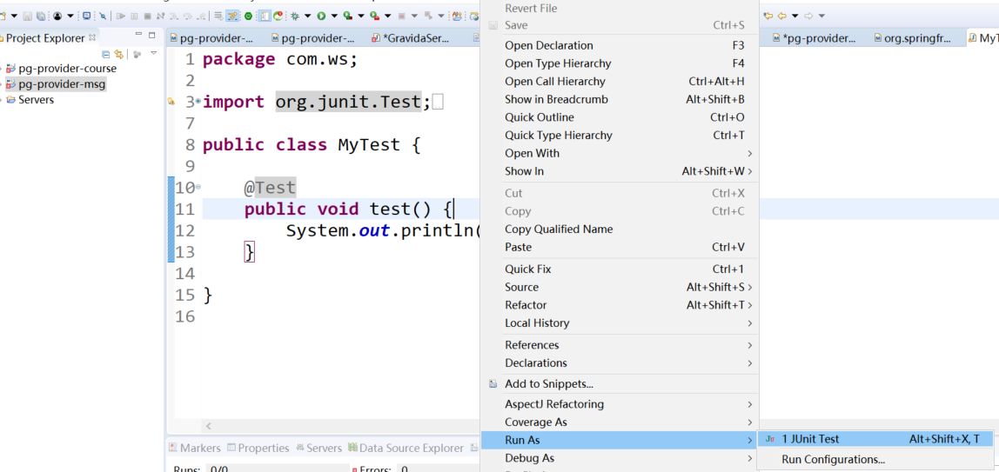 Project Explorer
pg-provider-course
pg-provider-msg
Servers
pg-provider-...
pg-provider-...
*GravidaSer...
*pg-provider...
org.springfr...
MyT
1 package com.ws;
2
3 import org.junit.Test;
7
8 public class MyTest {
9
10 @Test
11 public void test() {
12 System.out.println(
13 }
14
15 }
16
Revert File
Save Ctrl+S
Open Declaration F3
Open Type Hierarchy F4
Open Call Hierarchy Ctrl+Alt+H
Show in Breadcrumb Alt+Shift+B
Quick Outline Ctrl+O
Quick Type Hierarchy Ctrl+T
Open With
Show In Alt+Shift+W
Cut Ctrl+X
Copy Ctrl+C
Copy Qualified Name
Paste Ctrl+V
Quick Fix Ctrl+1
Source Alt+Shift+S
Refactor Alt+Shift+T
Local History
References
Declarations
Add to Snippets...
AspectJ Refactoring
Coverage As
Run As
Debug As
1 JUnit Test Alt+Shift+X, T
Run Configurations...
Markers Properties Servers Data Source Explorer
Runs: 0/0 Errors: 0